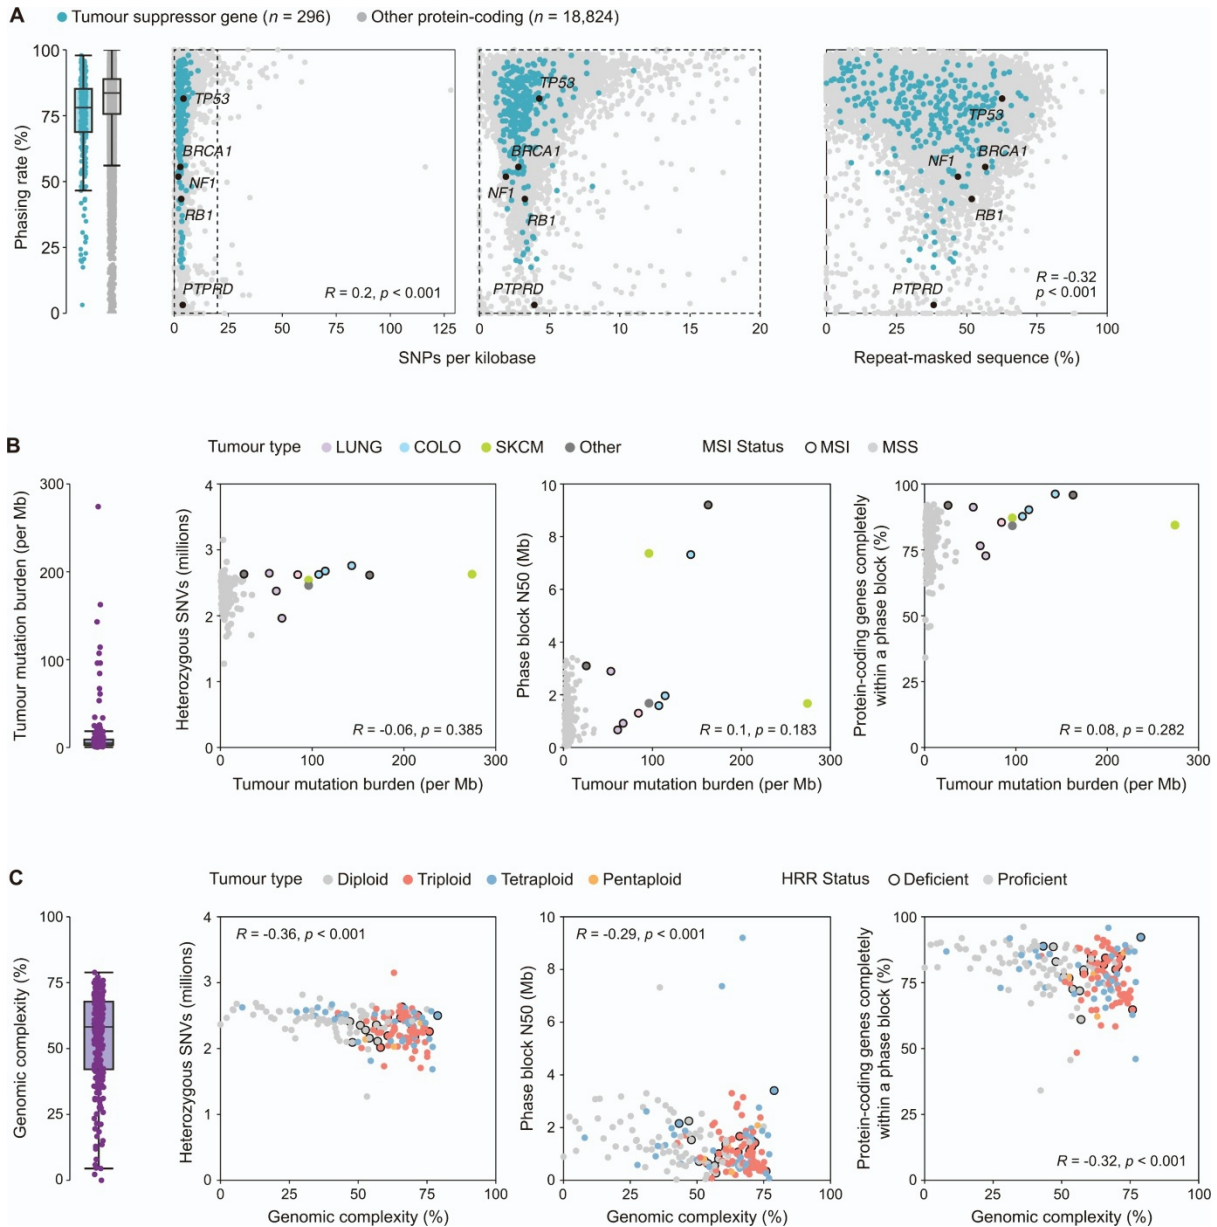 A
Tumour suppressor gene (n = 296) Other protein-coding (n = 18,824)
Phasing rate (%)
100
75
50
25
0
TP53
BRCA1
NF1
RB1
PTPRD
R = 0.2, p < 0.001
0 25 50 75 100 125
TP53
BRCA1
NF1
RB1
PTPRD
0 5 10 15 20
SNPs per kilobase
TP53
BRCA1
NF1
RB1
PTPRD
R = -0.32
p < 0.001
0 25 50 75 100
Repeat-masked sequence (%)
B
Tumour type LUNG COLO SKCM Other MSI Status MSI MSS
Tumour mutation burden (per Mb)
300
200
100
0
Heterozygous SNVs (millions)
4
3
2
1
0
R = -0.06, p = 0.385
0 100 200 300
Tumour mutation burden (per Mb)
Phase block N50 (Mb)
10
8
6
4
2
0
R = 0.1, p = 0.183
0 100 200 300
Tumour mutation burden (per Mb)
Protein-coding genes completely
within a phase block (%)
100
75
50
25
0
R = 0.08, p = 0.282
0 100 200 300
Tumour mutation burden (per Mb)
C
Tumour type Diploid Triploid Tetraploid Pentaploid HRR Status Deficient Proficient
Genomic complexity (%)
100
75
50
25
0
Heterozygous SNVs (millions)
4
3
2
1
0
R = -0.36, p < 0.001
0 25 50 75 100
Genomic complexity (%)
Phase block N50 (Mb)
10
8
6
4
2
0
R = -0.29, p < 0.001
0 25 50 75 100
Genomic complexity (%)
Protein-coding genes completely
within a phase block (%)
100
75
50
25
0
R = -0.32, p < 0.001
0 25 50 75 100
Genomic complexity (%)